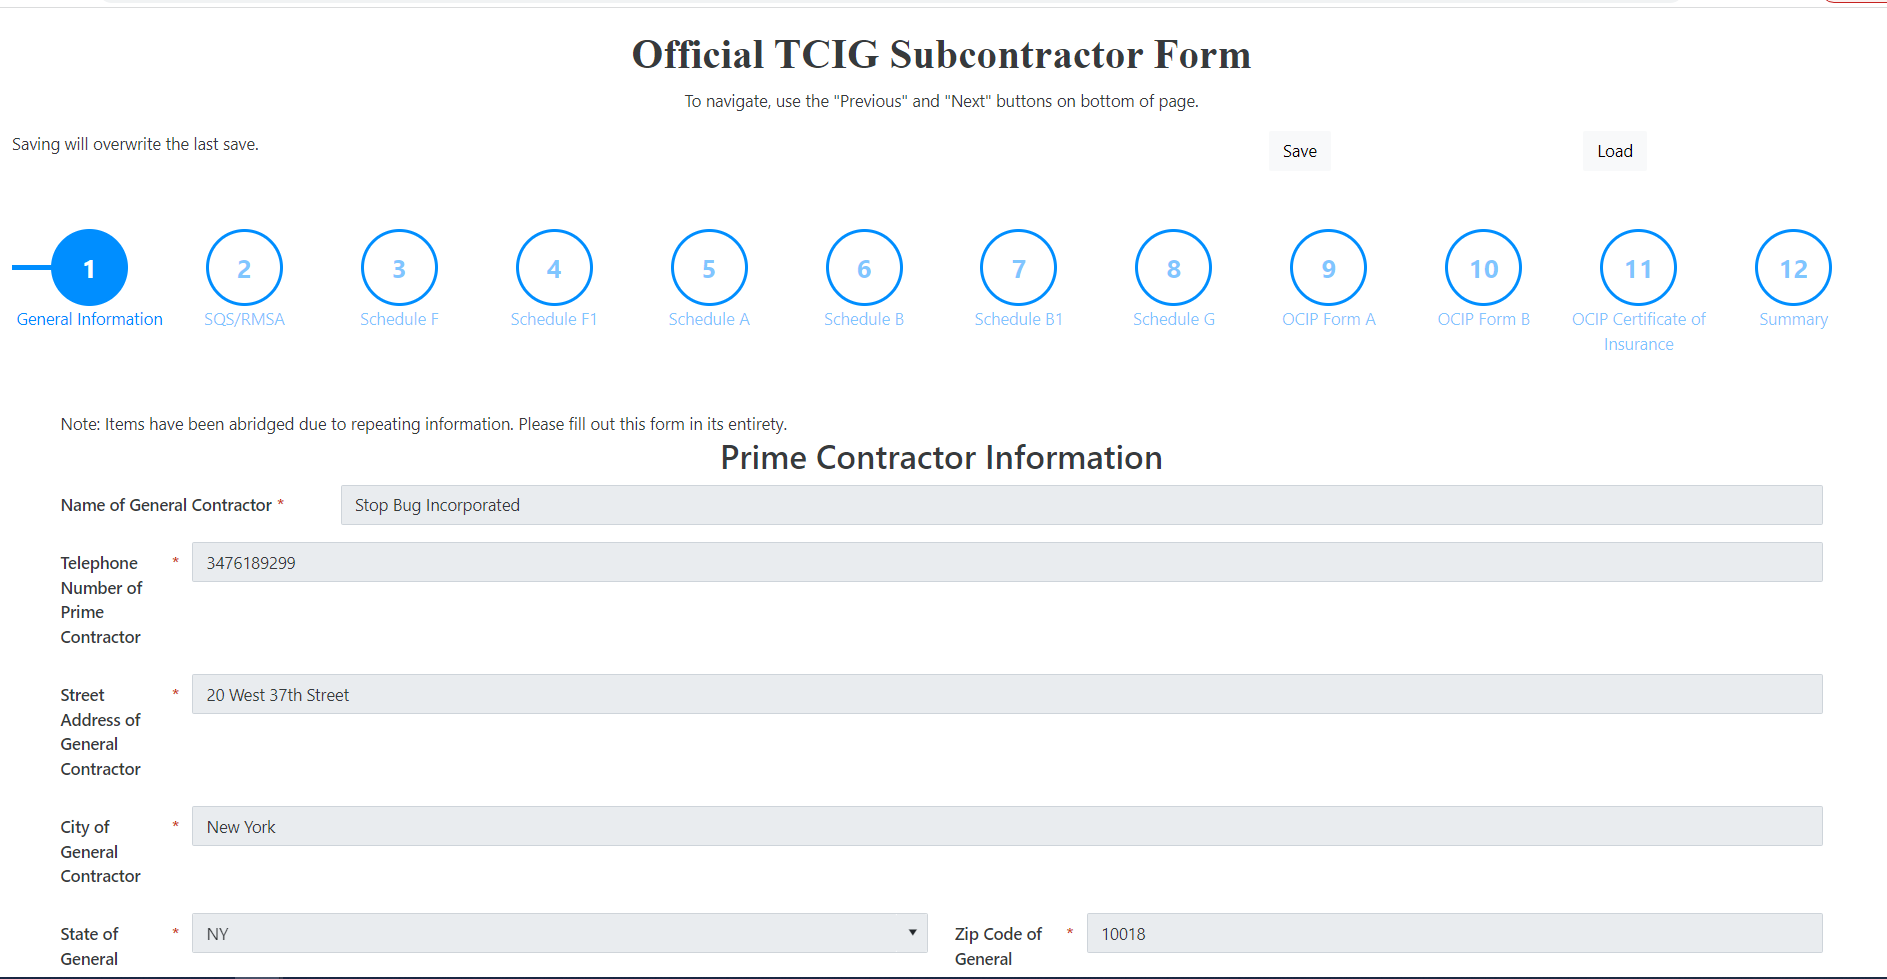 Official TCIG Subcontractor Form
To navigate, use the "Previous" and "Next" buttons on bottom of page.
Saving will overwrite the last save.
Save
Load
1
General Information
2
SQS/RMSA
3
Schedule F
4
Schedule F1
5
Schedule A
6
Schedule B
7
Schedule B1
8
Schedule G
9
OCIP Form A
10
OCIP Form B
11
OCIP Certificate of
Insurance
12
Summary
Note: Items have been abridged due to repeating information. Please fill out this form in its entirety.
Prime Contractor Information
Name of General Contractor *
Stop Bug Incorporated
Telephone *
Number of
Prime
Contractor
3476189299
Street *
Address of
General
Contractor
20 West 37th Street
City of *
General
Contractor
New York
State of *
General
NY
Zip Code of *
General
10018